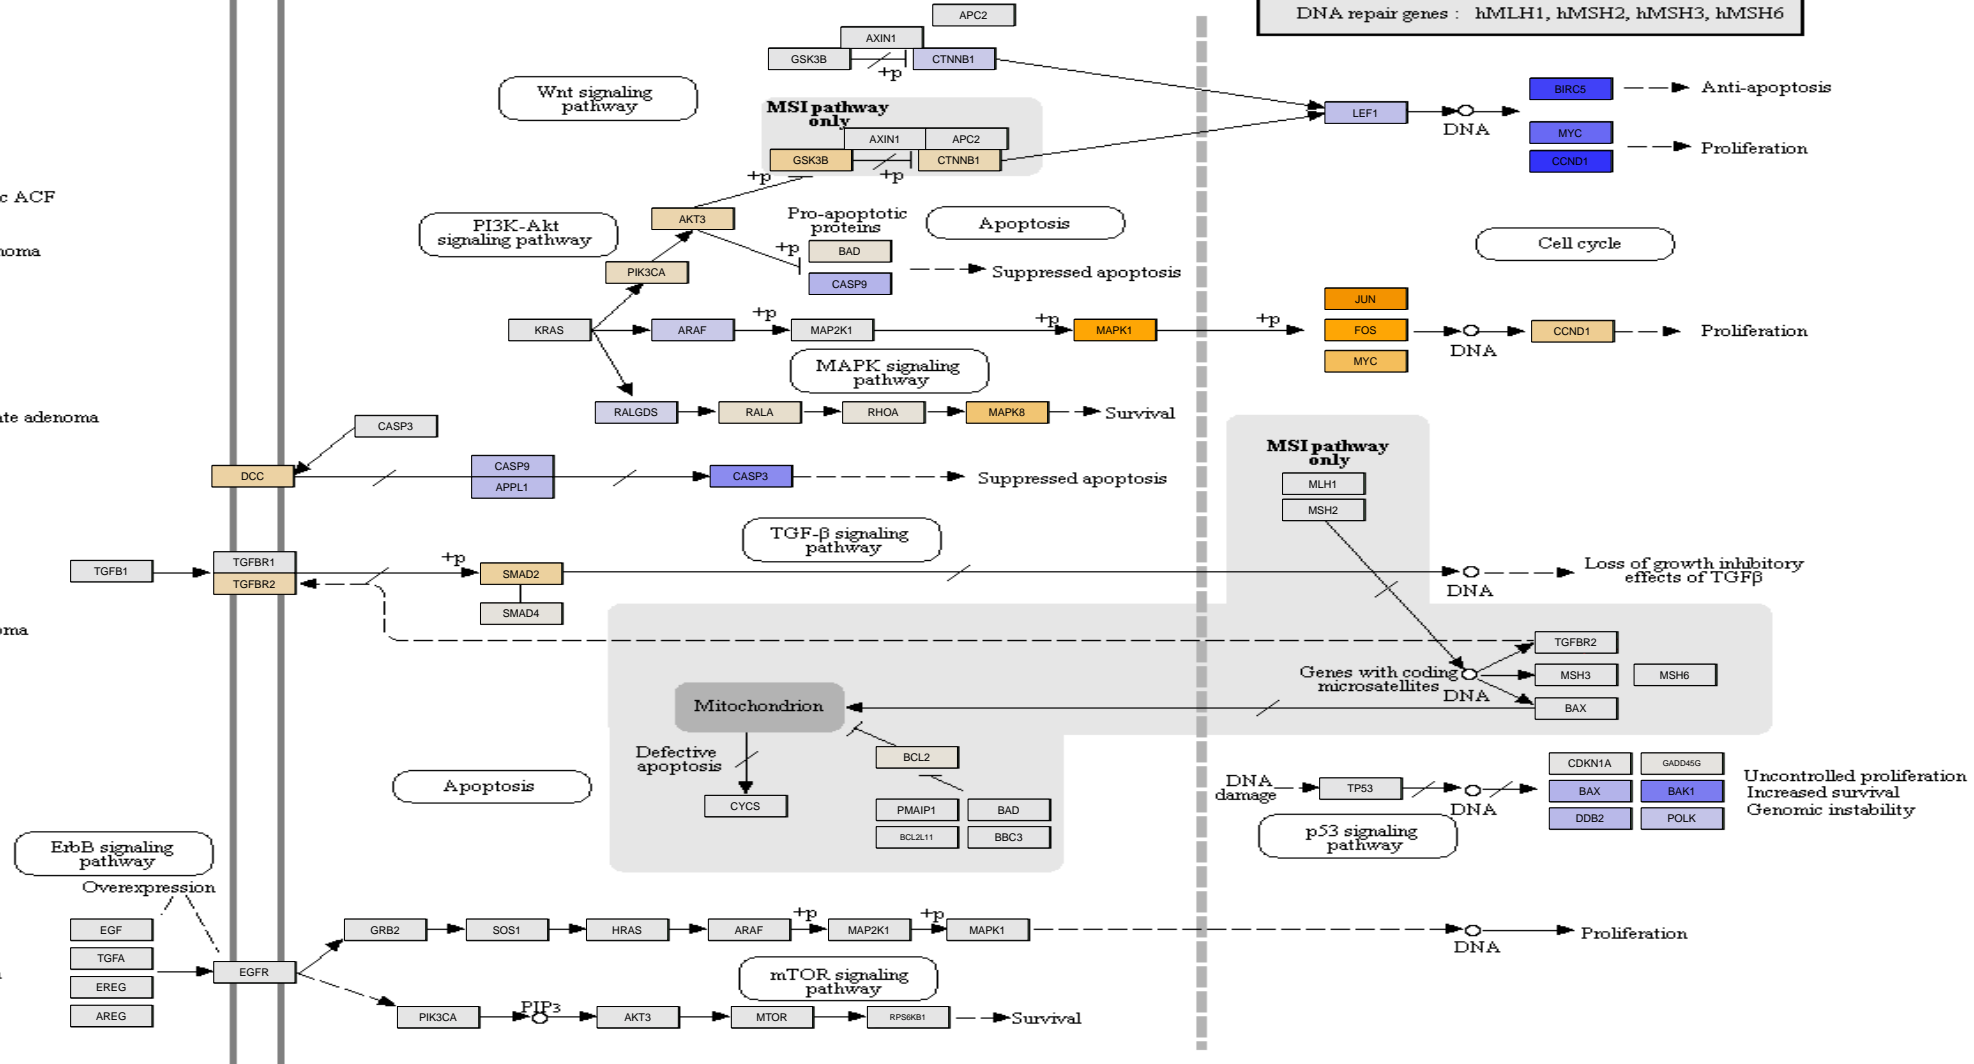 APC2
DNA repair genes : hMLH1, hMSH2, hMSH3, hMSH6
AXIN1
GSK3B
+p
CTNNB1
Wnt signaling
pathway
MSI pathway
only
AXIN1
APC2
GSK3B
+p
CTNNB1
LEF1
DNA
BIRC5
Anti-apoptosis
MYC
CCND1
Proliferation
c ACF
+p
AKT3
PI3K-Akt
signaling pathway
Pro-apoptotic
proteins
Apoptosis
noma
+p
BAD
CASP9
Suppressed apoptosis
Cell cycle
PIK3CA
KRAS
ARAF
+p
MAP2K1
+p
MAPK1
+p
JUN
FOS
MYC
DNA
CCND1
Proliferation
MAPK signaling
pathway
RALGDS
RALA
RHOA
MAPK8
Survival
ate adenoma
CASP3
DCC
CASP9
APPL1
CASP3
Suppressed apoptosis
MSI pathway
only
MLH1
MSH2
TGF-β signaling
pathway
TGFB1
TGFBR1
TGFBR2
+p
SMAD2
SMAD4
DNA
Loss of growth inhibitory
effects of TGFβ
oma
TGFBR2
Genes with coding
microsatellites
DNA
MSH3
MSH6
BAX
Mitochondrion
Defective
apoptosis
BCL2
CYCS
PMAIP1
BAD
BCL2L11
BBC3
Apoptosis
DNA
damage
TP53
DNA
CDKN1A
GADD45G
BAX
BAK1
DDB2
POLK
Uncontrolled proliferation
Increased survival
Genomic instability
p53 signaling
pathway
ErbB signaling
pathway
Overexpression
EGF
TGFA
EREG
AREG
EGFR
GRB2
SOS1
HRAS
ARAF
+p
MAP2K1
+p
MAPK1
DNA
Proliferation
mTOR signaling
pathway
PIK3CA
PIP3
AKT3
MTOR
RPS6KB1
Survival